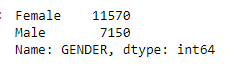 Female    11570
Male       7150
Name: GENDER, dtype: int64